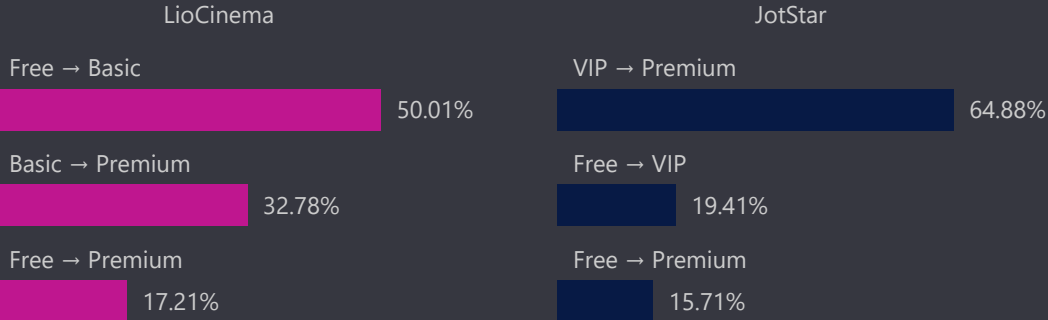 LioCinema
Free → Basic
50.01%
Basic → Premium
32.78%
Free → Premium
17.21%
JotStar
VIP → Premium
64.88%
Free → VIP
19.41%
Free → Premium
15.71%